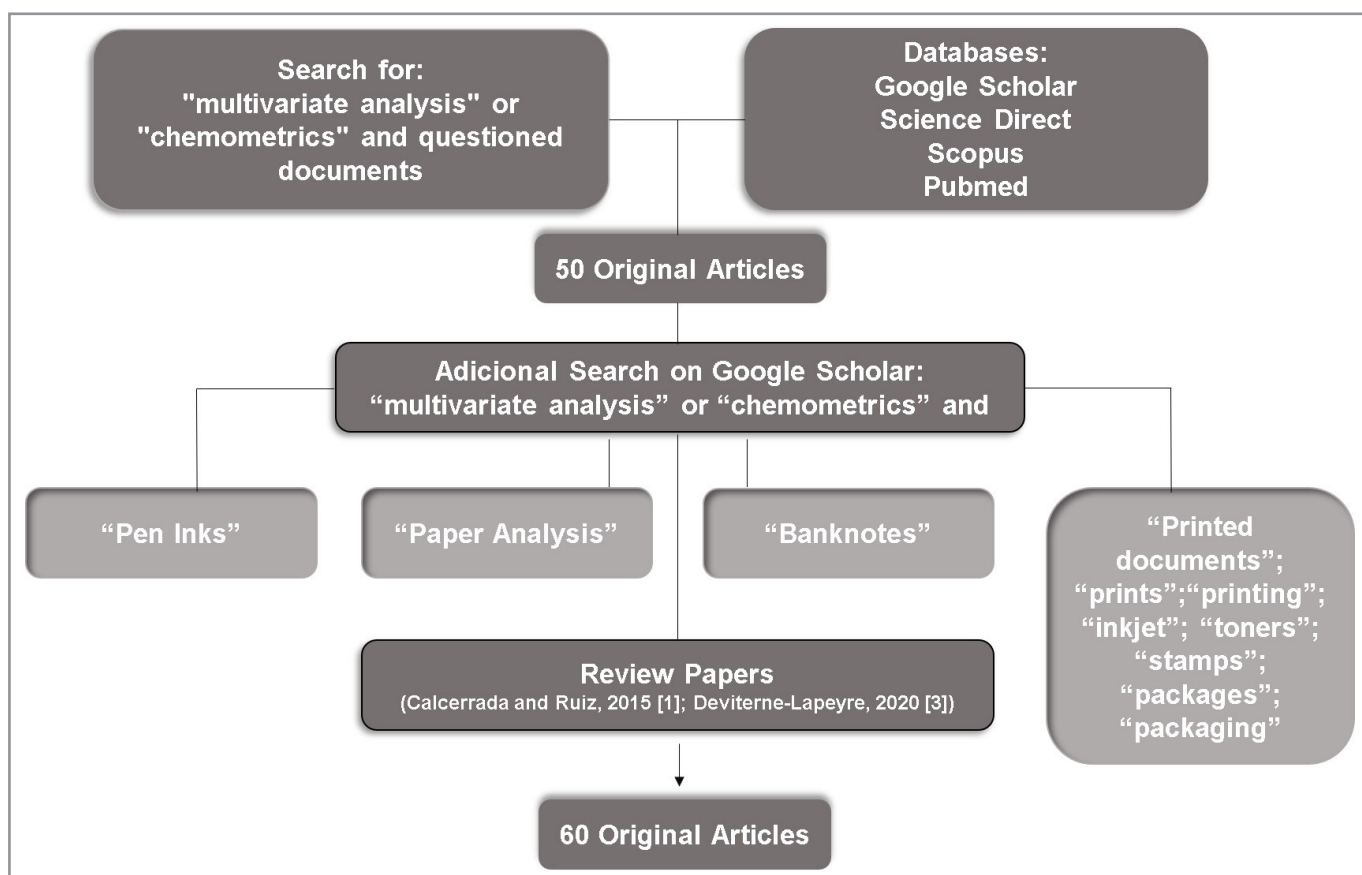 Search for:
"multivariate analysis" or
"chemometrics" and questioned
documents
Databases:
Google Scholar
Science Direct
Scopus
Pubmed
50 Original Articles
Adicional Search on Google Scholar:
“multivariate analysis” or “chemometrics” and
“Pen Inks”
“Paper Analysis”
“Banknotes”
“Printed
documents”;
“prints”;“printing”;
“inkjet”; “toners”;
“stamps”;
“packages”;
“packaging”
Review Papers
(Calcerrada and Ruiz, 2015 [1]; Deviterne-Lapeyre, 2020 [3])
60 Original Articles